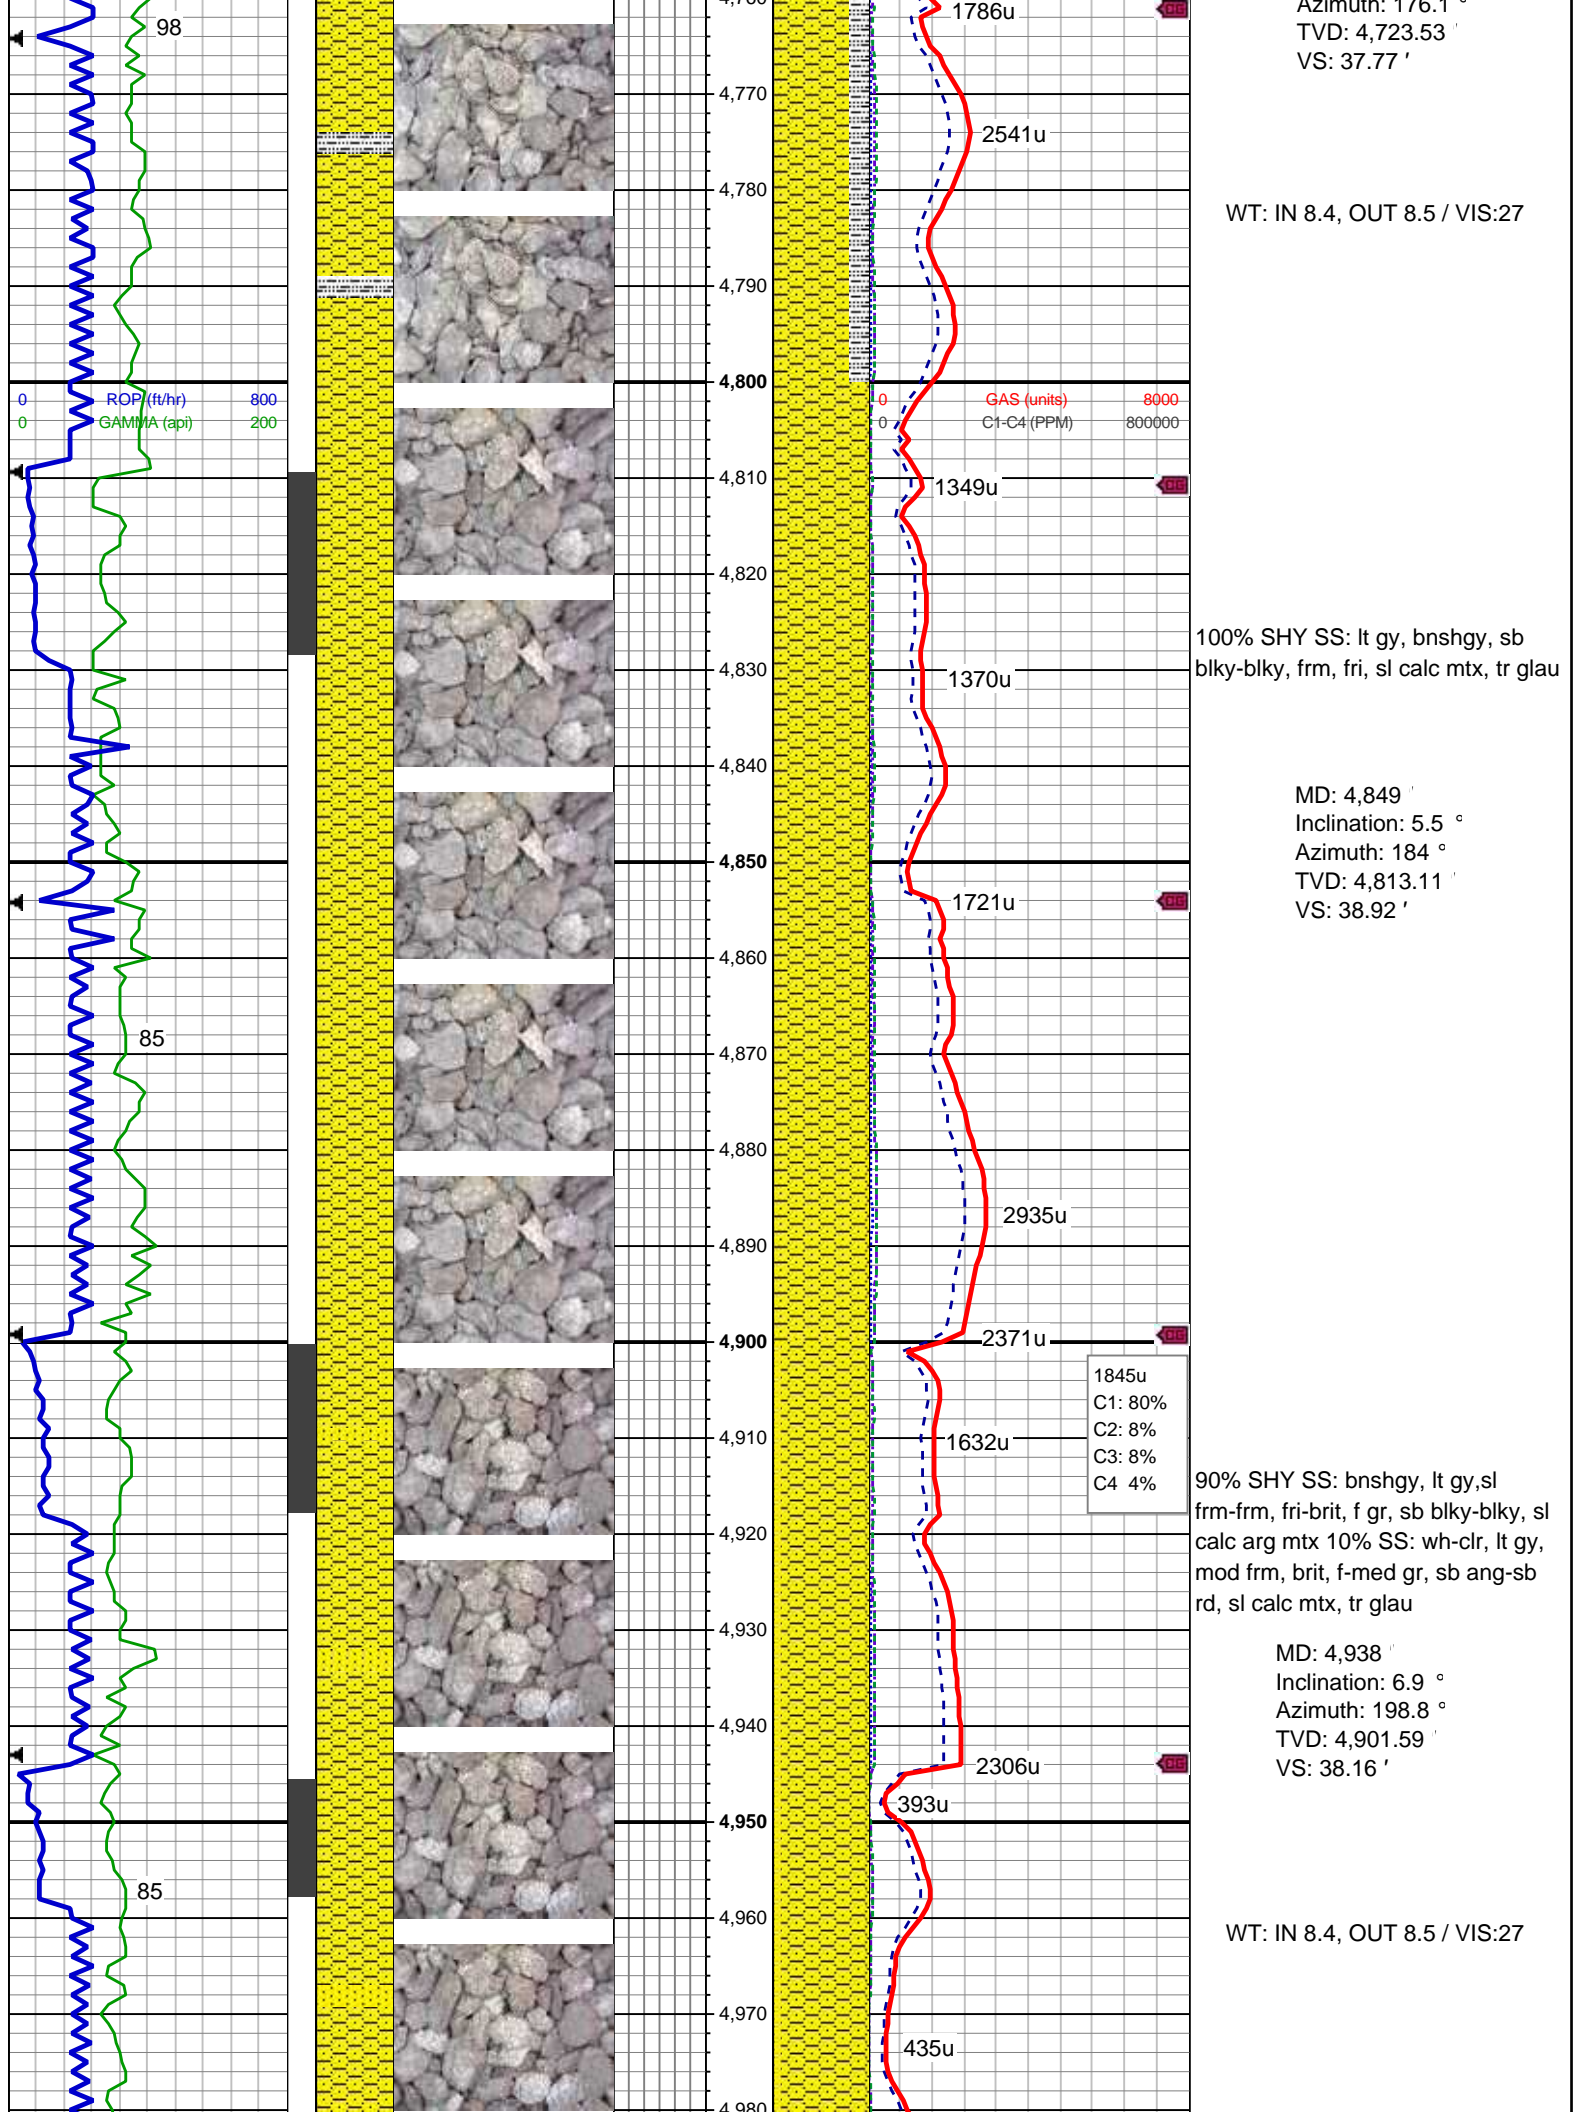 4,760
1786u
CG
Azimuth: 176.1 °
98
TVD: 4,723.53 '
VS: 37.77 '
4,770
2541u
4,780
WT: IN 8.4, OUT 8.5 / VIS:27
4,790
4,800
0 ROP (ft/hr) 800
0 GAS (units) 8000
0 GAMMA (api) 200
0 C1-C4 (PPM) 800000
4,810
1349u
CG
4,820
100% SHY SS: lt gy, bnshgy, sb
blky-blky, frm, fri, sl calc mtx, tr glau
4,830
1370u
4,840
MD: 4,849 '
Inclination: 5.5 °
Azimuth: 184 °
TVD: 4,813.11 '
VS: 38.92 '
4,850
1721u
CG
4,860
85
4,870
4,880
2935u
4,890
4,900
2371u
CG
1845u
C1: 80%
C2: 8%
C3: 8%
C4 4%
4,910
1632u
90% SHY SS: bnshgy, lt gy,sl
frm-frm, fri-brit, f gr, sb blky-blky, sl
calc arg mtx 10% SS: wh-clr, lt gy,
mod frm, brit, f-med gr, sb ang-sb
rd, sl calc mtx, tr glau
4,920
4,930
MD: 4,938 '
Inclination: 6.9 °
Azimuth: 198.8 °
TVD: 4,901.59 '
VS: 38.16 '
4,940
2306u
CG
393u
4,950
85
4,960
WT: IN 8.4, OUT 8.5 / VIS:27
4,970
435u
4,980